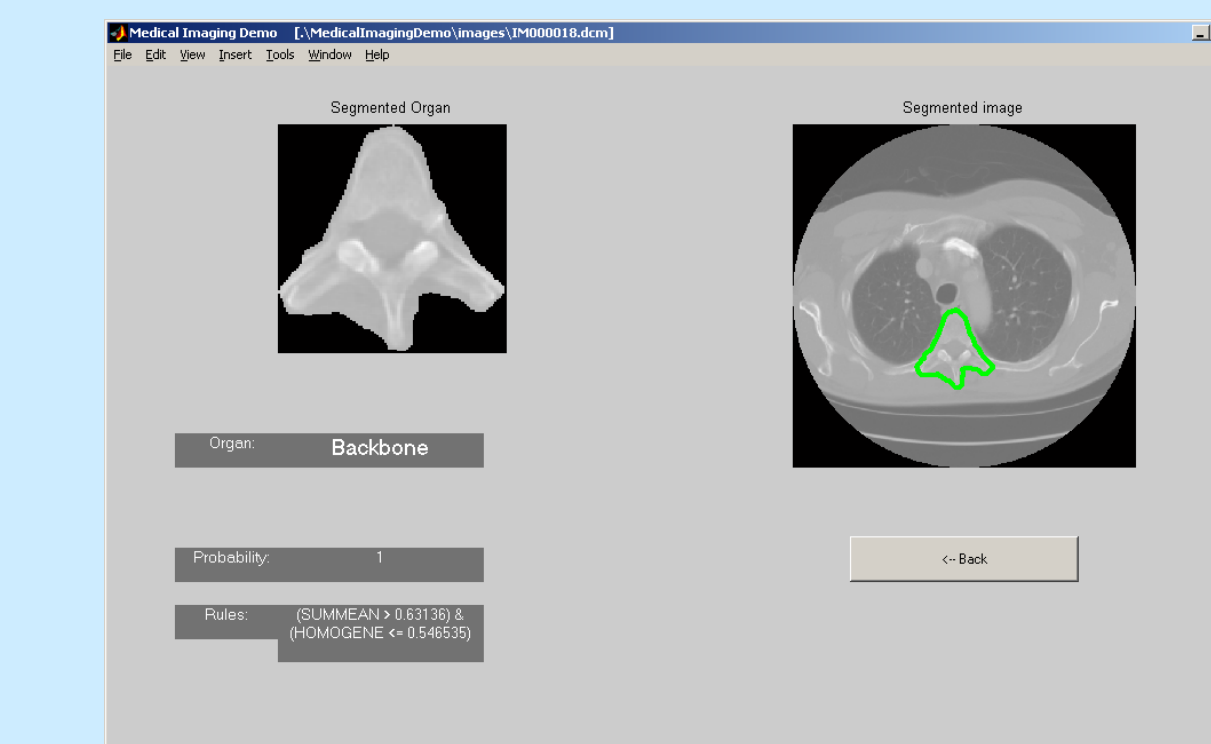 Medical Imaging Demo [.\MedicalImagingDemo\images\IM000018.dcm]
File Edit View Insert Tools Window Help
Segmented Organ
Segmented image
Organ: Backbone
Probability: 1
<-- Back
Rules: (SUMMEAN > 0.63136) &
(HOMOGENE <= 0.546535)